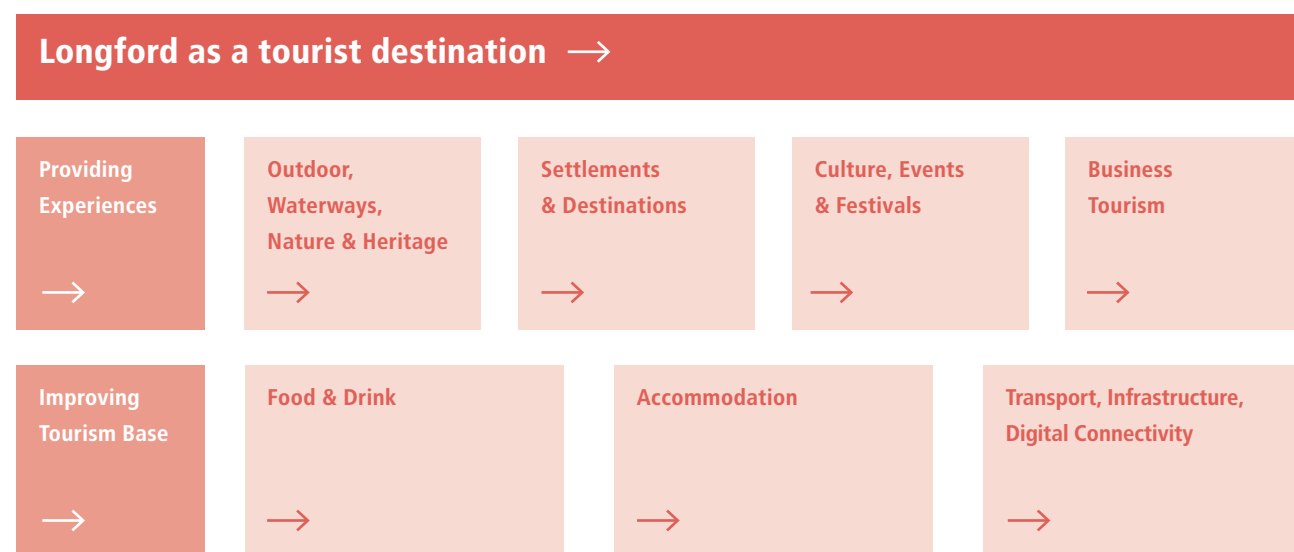 Longford as a tourist destination →
Providing
Experiences
→
Outdoor,
Waterways,
Nature & Heritage
→
Settlements
& Destinations
→
Culture, Events
& Festivals
→
Business
Tourism
→
Improving
Tourism Base
→
Food & Drink
→
Accommodation
→
Transport, Infrastructure,
Digital Connectivity
→